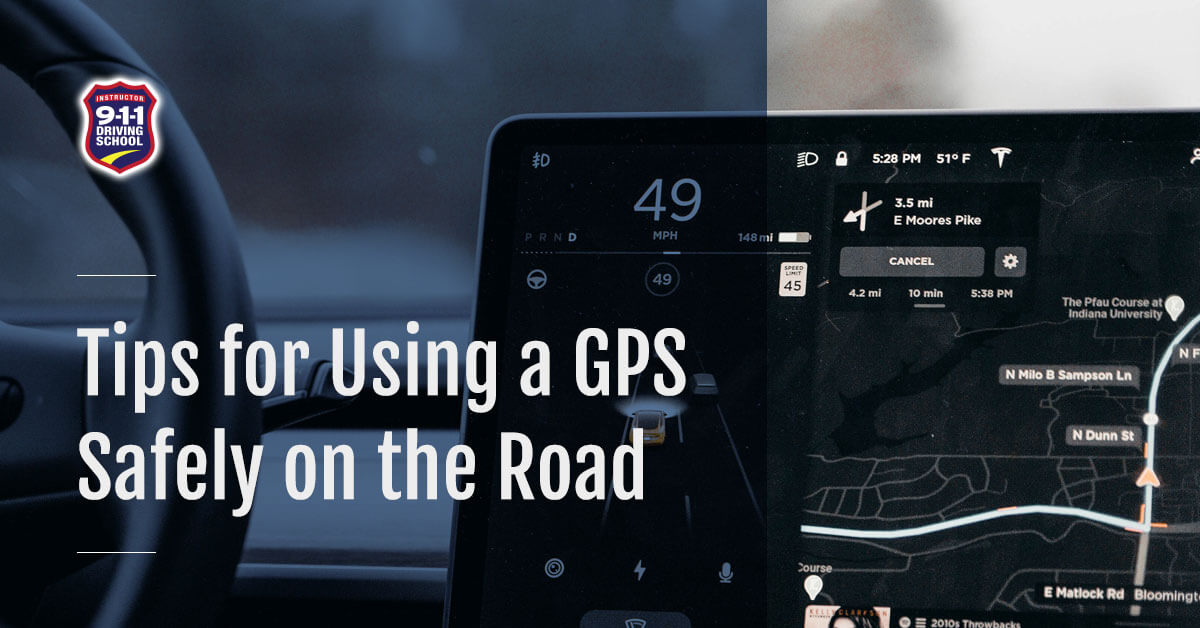 INSTRUCTOR
9-1-1
DRIVING
SCHOOL
Tips for Using a GPS
Safely on the Road
49
MPH
P R N D
148 mi
49
SPEED
LIMIT
45
5:28 PM 51° F
3.5 mi
E Moores Pike
CANCEL
4.2 mi 10 min 5:38 PM
The Pfau Course at
Indiana University
N F
N Milo B Sampson Ln
N Dunn St
Course
E Matlock Rd Bloomingto
KELLY CLARKSON
2010s Throwbacks